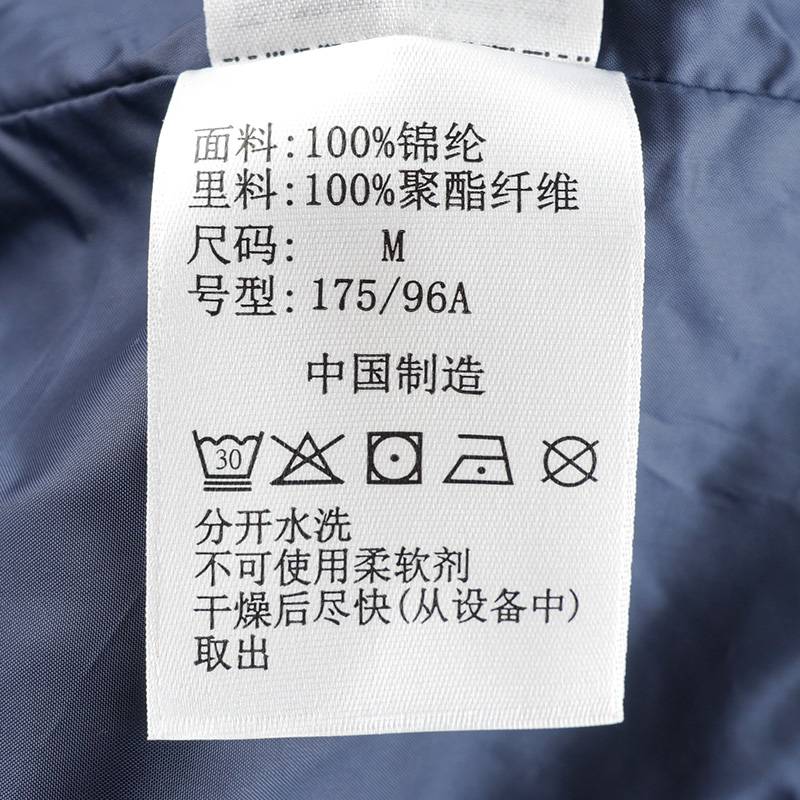 面料:100%锦纶
里料:100%聚酯纤维
尺码: M
号型:175/96A
中国制造
30
分开水洗
不可使用柔软剂
干燥后尽快(从设备中)
取出